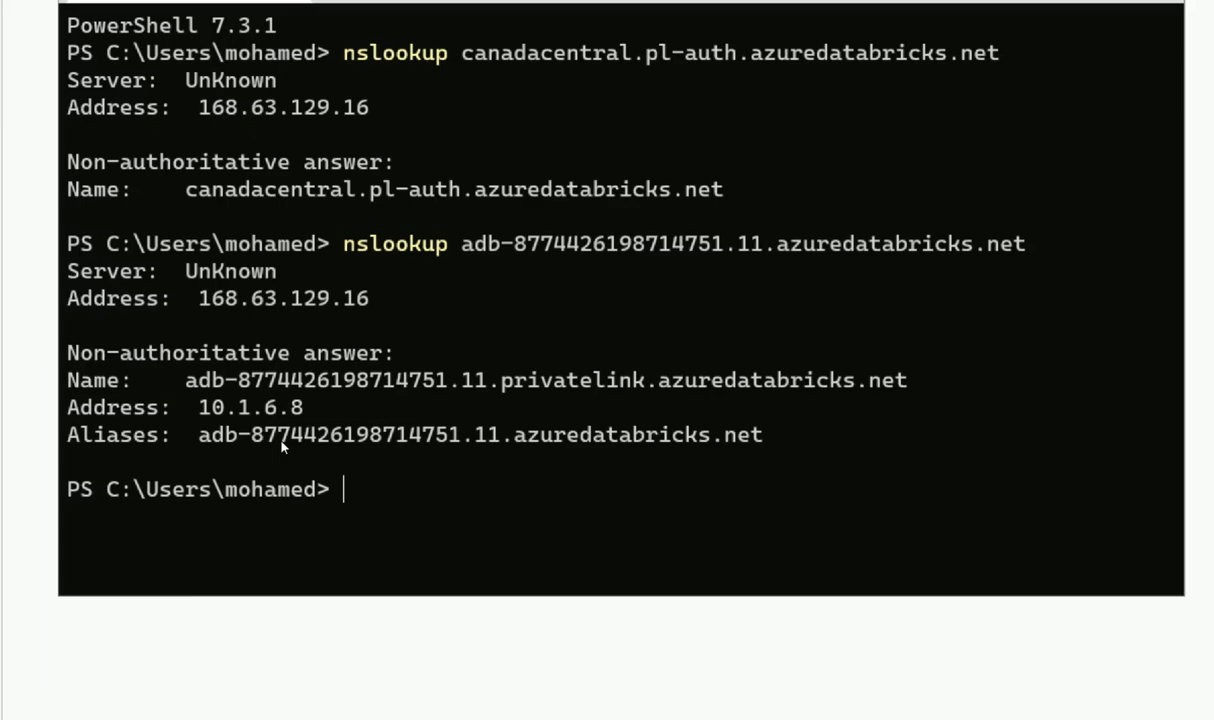 PowerShell 7.3.1
PS C:\Users\mohamed> nslookup canadacentral.pl-auth.azuredatabricks.net
Server:  UnKnown
Address:  168.63.129.16
Non-authoritative answer:
Name:    canadacentral.pl-auth.azuredatabricks.net
PS C:\Users\mohamed> nslookup adb-8774426198714751.11.azuredatabricks.net
Server:  UnKnown
Address:  168.63.129.16
Non-authoritative answer:
Name:    adb-8774426198714751.11.privatelink.azuredatabricks.net
Address:  10.1.6.8
Aliases:  adb-8774426198714751.11.azuredatabricks.net
PS C:\Users\mohamed>